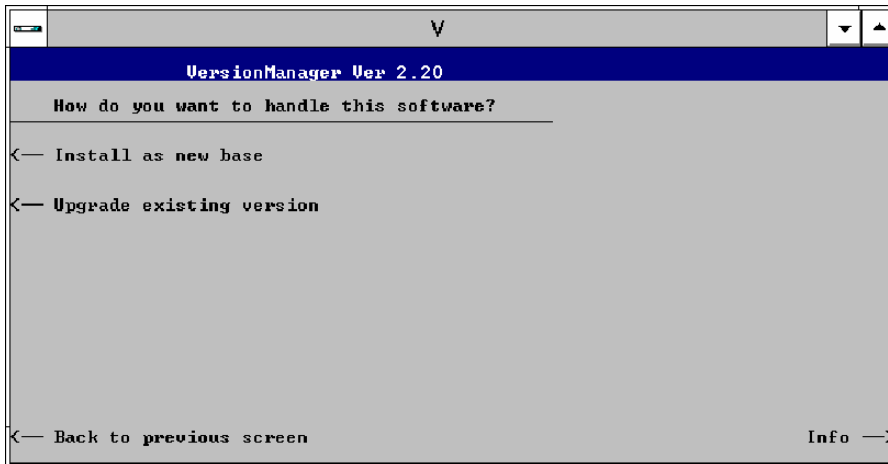 V
VersionManager Ver 2.20
How do you want to handle this software?
<— Install as new base
<— Upgrade existing version
<— Back to previous screen
Info —>